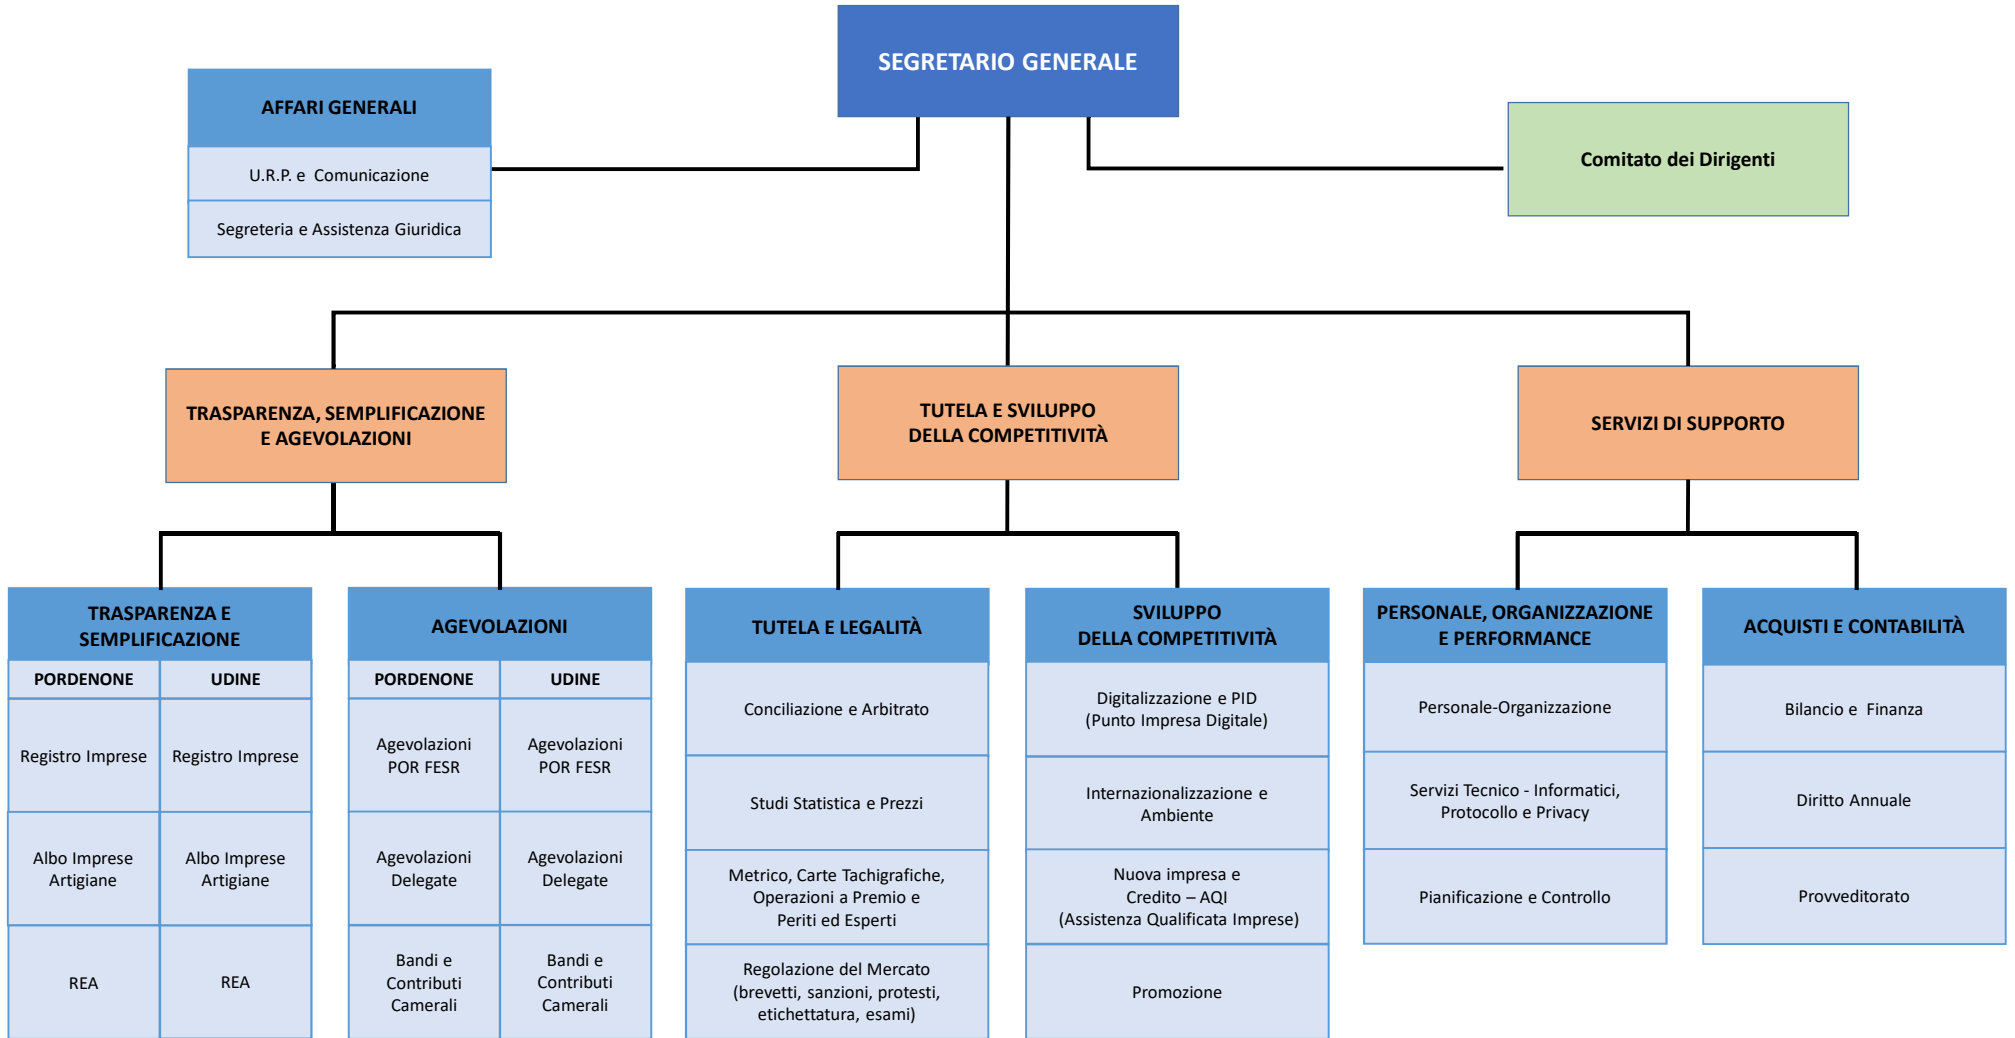 SEGRETARIO GENERALE
AFFARI GENERALI
U.R.P. e Comunicazione
Segreteria e Assistenza Giuridica
Comitato dei Dirigenti
TRASPARENZA, SEMPLIFICAZIONE
E AGEVOLAZIONI
TUTELA E SVILUPPO
DELLA COMPETITIVITÀ
SERVIZI DI SUPPORTO
TRASPARENZA E
SEMPLIFICAZIONE
PORDENONE
UDINE
Registro Imprese
Registro Imprese
Albo Imprese
Artigiane
Albo Imprese
Artigiane
REA
REA
AGEVOLAZIONI
PORDENONE
UDINE
Agevolazioni
POR FESR
Agevolazioni
POR FESR
Agevolazioni
Delegate
Agevolazioni
Delegate
Bandi e
Contributi
Camerali
Bandi e
Contributi
Camerali
TUTELA E LEGALITÀ
Conciliazione e Arbitrato
Studi Statistica e Prezzi
Metrico, Carte Tachigrafiche,
Operazioni a Premio e
Periti ed Esperti
Regolazione del Mercato
(brevetti, sanzioni, protesti,
etichettatura, esami)
SVILUPPO
DELLA COMPETITIVITÀ
Digitalizzazione e PID
(Punto Impresa Digitale)
Internazionalizzazione e
Ambiente
Nuova impresa e
Credito – AQI
(Assistenza Qualificata Imprese)
Promozione
PERSONALE, ORGANIZZAZIONE
E PERFORMANCE
Personale-Organizzazione
Servizi Tecnico - Informatici,
Protocollo e Privacy
Pianificazione e Controllo
ACQUISTI E CONTABILITÀ
Bilancio e Finanza
Diritto Annuale
Provveditorato